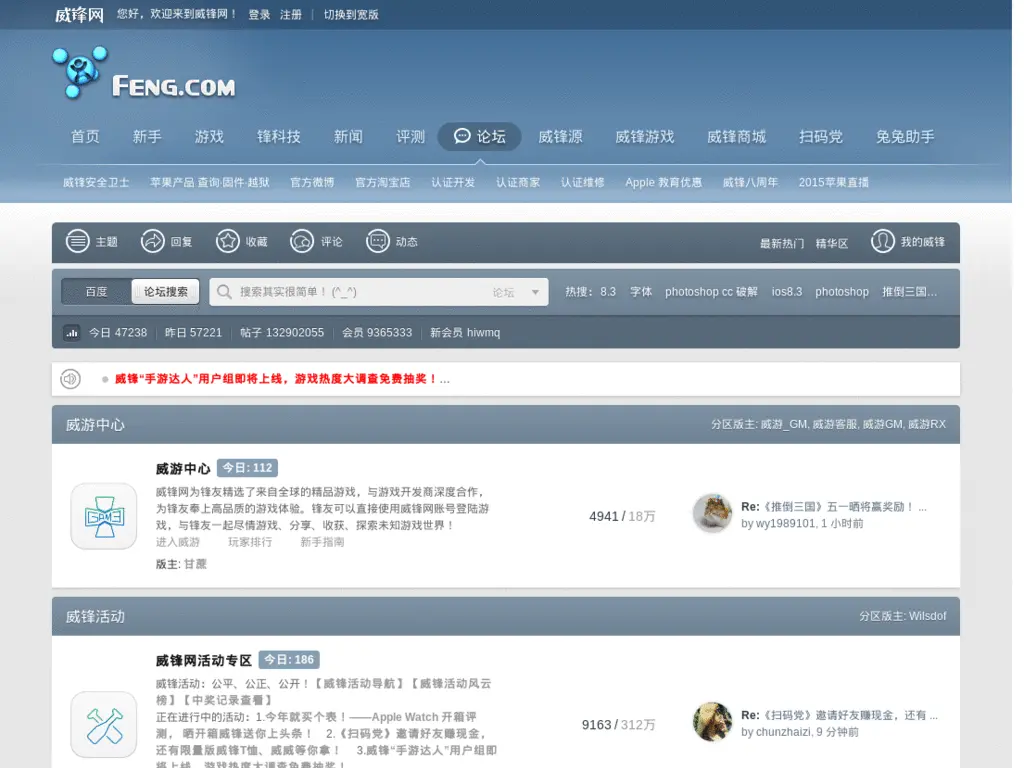 威锋网 您好，欢迎来到威锋网！ 登录 注册 | 切换到宽版
FENG.COM
首页 新手 游戏 锋科技 新闻 评测 论坛 威锋源 威锋游戏 威锋商城 扫码党 兔兔助手
威锋安全卫士 苹果产品 查询·固件·越狱 官方微博 官方淘宝店 认证开发 认证商家 认证维修 Apple 教育优惠 威锋八周年 2015苹果直播
主题 回复 收藏 评论 动态 最新热门 精华区 我的威锋
百度 论坛搜索 搜索其实很简单！ (^_^) 论坛 热搜: 8.3 字体 photoshop cc 破解 ios8.3 photoshop 推倒三国...
今日 47238 | 昨日 57221 | 帖子 132902055 | 会员 9365333 | 新会员 hiwmq
威锋“手游达人”用户组即将上线，游戏热度大调查免费抽奖！...
威游中心 分区版主: 威游_GM, 威游客服, 威游GM, 威游RX
威游中心 今日: 112
威锋网为锋友精选了来自全球的精品游戏，与游戏开发商深度合作，
为锋友奉上高品质的游戏体验。锋友可以直接使用威锋网账号登陆游
戏，与锋友一起尽情游戏、分享、收获、探索未知游戏世界！
进入威游 玩家排行 新手指南
版主: 甘蔗
GAME
4941 / 18万
Re:《推倒三国》五一晒将赢奖励！ ...
by wy1989101, 1 小时前
威锋活动 分区版主: Wilsdof
威锋网活动专区 今日: 186
威锋活动：公平、公正、公开！【威锋活动导航】【威锋活动风云
榜】【中奖记录查看】
正在进行中的活动：1.今年就买个表！——Apple Watch 开箱评
测， 晒开箱威锋送你上头条！ 2.《扫码党》邀请好友赚现金，
还有限量版威锋T恤、威威等你拿！ 3.威锋“手游达人”用户组即
将上线，游戏热度大调查免费抽奖！
9163 / 312万
Re:《扫码党》邀请好友赚现金，还有 ...
by chunzhaizi, 9 分钟前